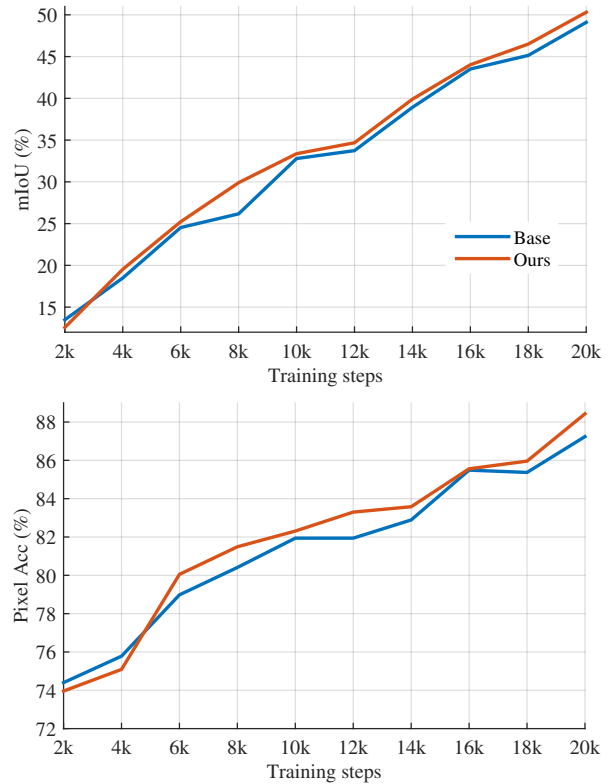 50
45
40
35
30
25
20
15
mIoU (%)
Base
Ours
2k 4k 6k 8k 10k 12k 14k 16k 18k 20k
Training steps
88
86
84
82
80
78
76
74
72
Pixel Acc (%)
2k 4k 6k 8k 10k 12k 14k 16k 18k 20k
Training steps